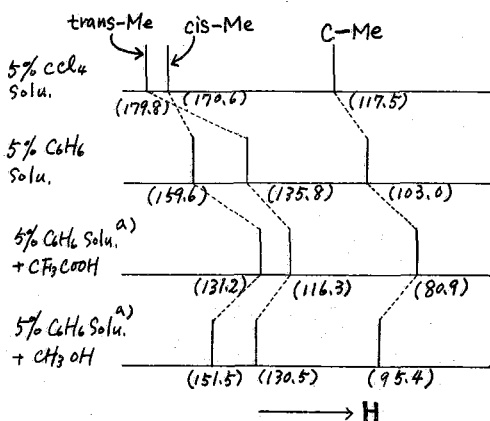 trans-Me
cis-Me
C-Me
5% CCl4
Solu.
(179.8)
(170.6)
(117.5)
5% C6H6
Solu.
(159.6)
(135.8)
(103.0)
5% C6H6 Solu. a)
+ CF3COOH
(131.2)
(116.3)
(80.9)
5% C6H6 Solu. a)
+ CH3OH
(151.5)
(130.5)
(95.4)
H